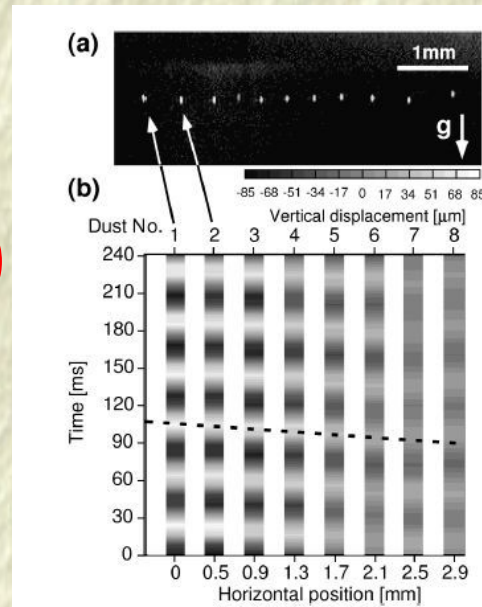 (a)
1mm
g
-85 -68 -51 -34 -17 0 17 34 51 68 85
(b)
Vertical displacement [μm]
Dust No. 1 2 3 4 5 6 7 8
240
210
180
150
120
90
60
30
0
Time [ms]
0 0.5 0.9 1.3 1.7 2.1 2.5 2.9
Horizontal position [mm]